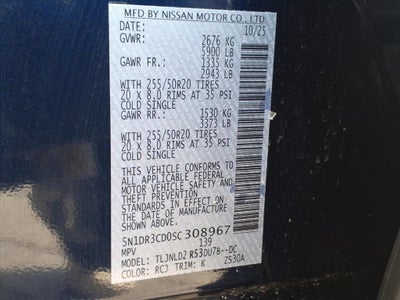 MFD BY NISSAN MOTOR CO., LTD.
DATE: 10/25
GVWR: 2676 KG
5900 LB
GAWR FR.: 1335 KG
2943 LB
WITH 255/50R20 TIRES
20 X 8.0 RIMS AT 35 PSI
COLD SINGLE
GAWR RR.: 1530 KG
3373 LB
WITH 255/50R20 TIRES
20 X 8.0 RIMS AT 35 PSI
COLD SINGLE
THIS VEHICLE CONFORMS TO
ALL APPLICABLE FEDERAL
MOTOR VEHICLE SAFETY AND
THEFT PREVENTION
STANDARDS IN EFFECT ON
THE DATE OF MANUFACTURE
SHOWN ABOVE.
5N1DR3CD0SC308967
MPV 139
TLJNLD2 R53DU7B--DC
COLOR: RCJ TRIM: K ZS30A